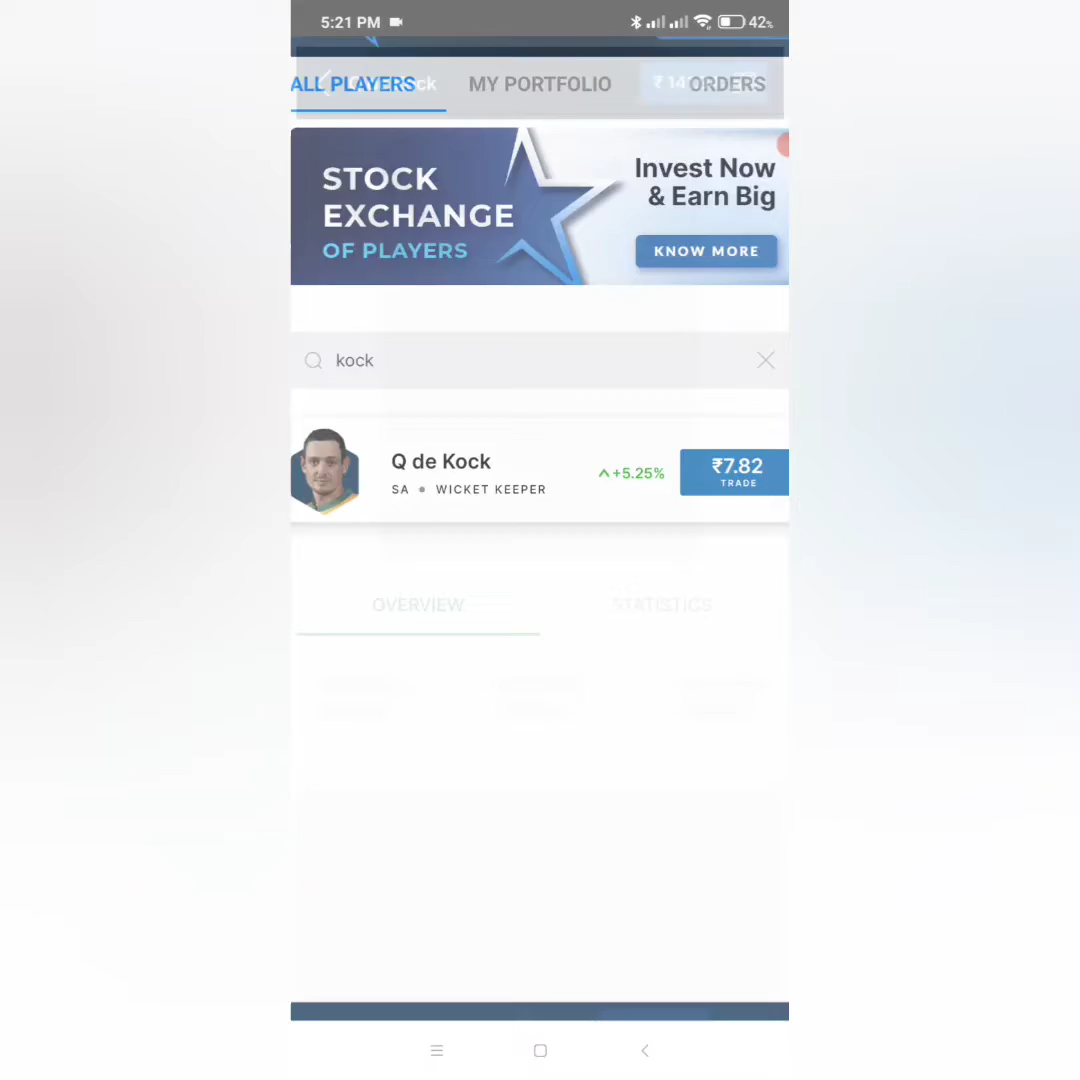 5:21 PM
42%
ALL PLAYERS
MY PORTFOLIO
ORDERS
STOCK
EXCHANGE
OF PLAYERS
Invest Now
& Earn Big
KNOW MORE
kock
Q de Kock
SA • WICKET KEEPER
+5.25%
₹7.82
TRADE
OVERVIEW
STATISTICS